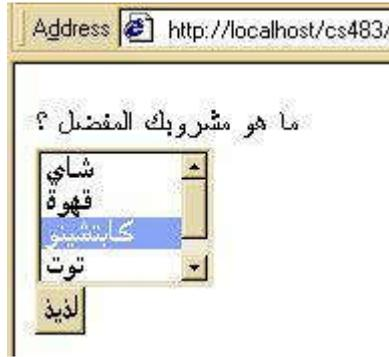 Address http://localhost/cs483/
ما هو مشروبك المفضل ؟
شاي
قهوة
كابتشينو
توت
لذيذ